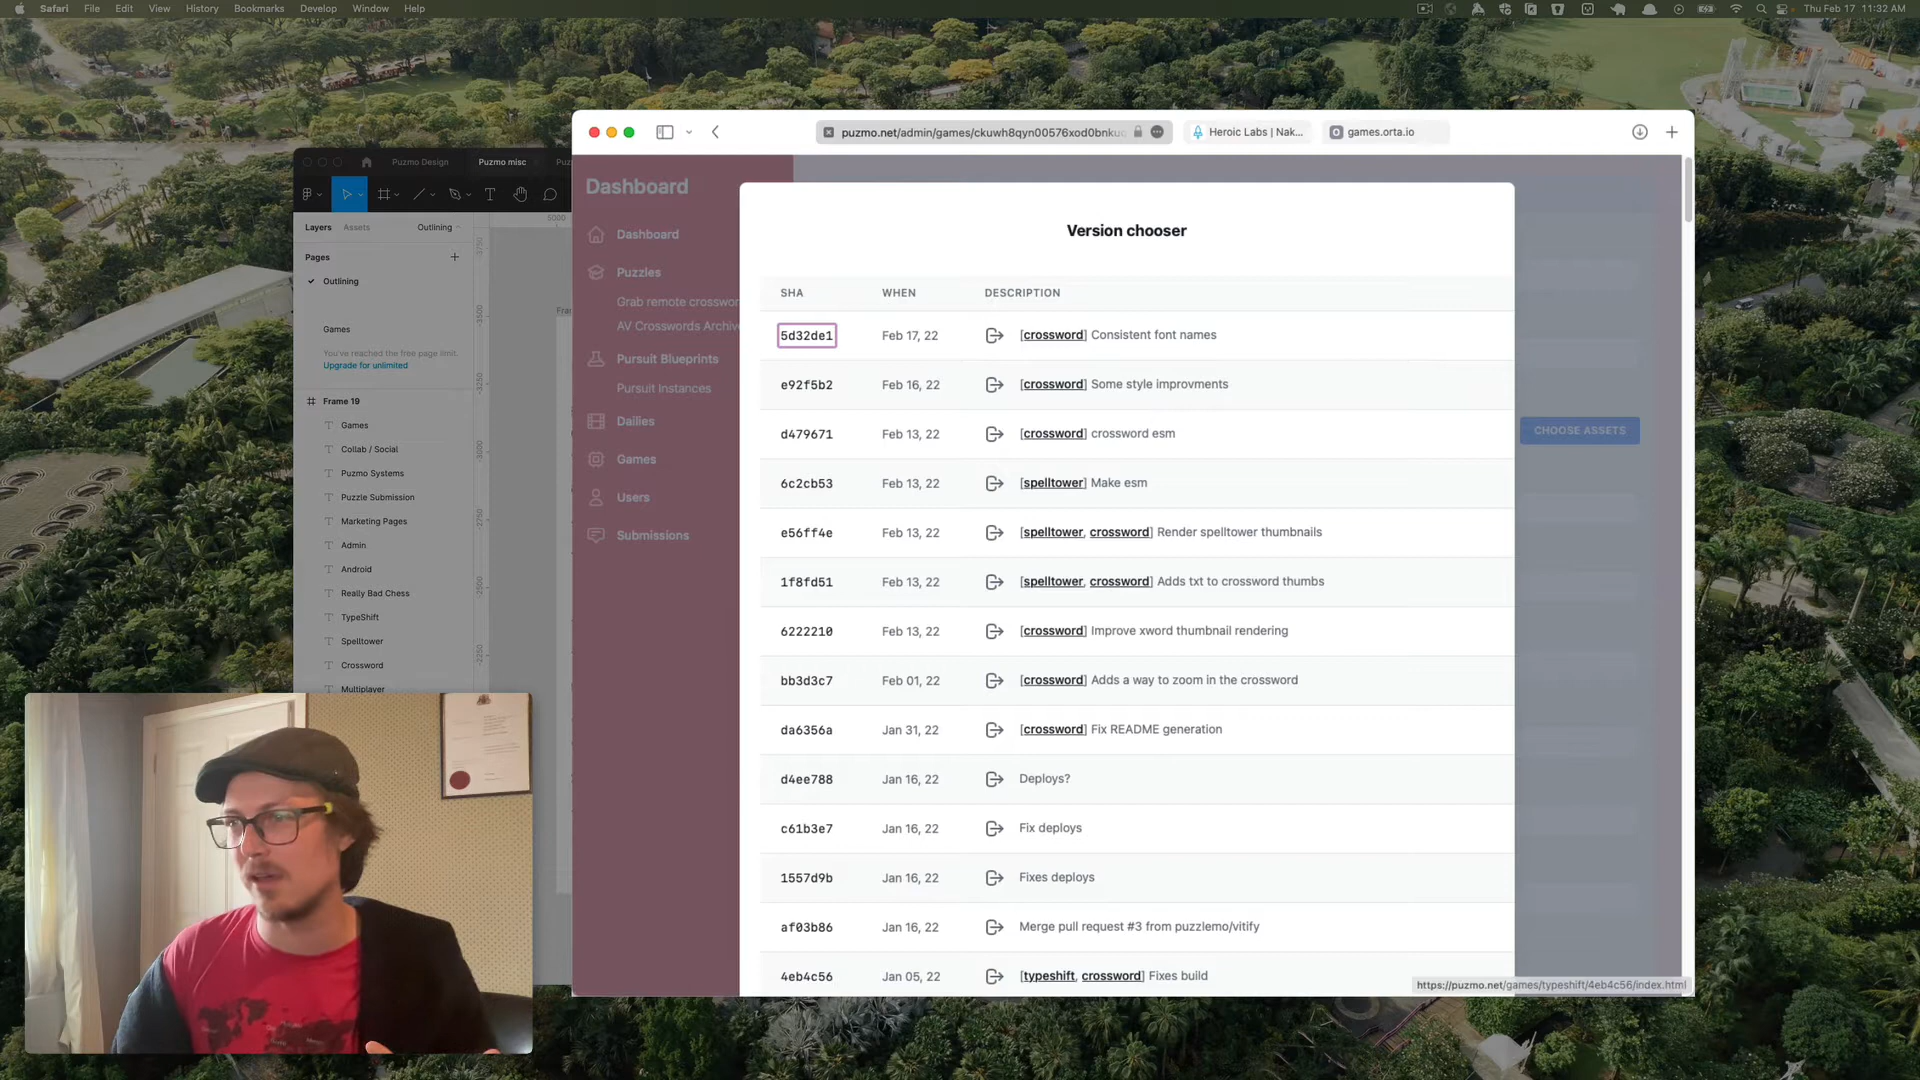 Safari File Edit View History Bookmarks Develop Window Help
Thu Feb 17 11:32 AM
Puzmo Design
Puzmo misc
Puz
Layers
Assets
Outlining
Pages
Outlining
Games
You've reached the free page limit.
Upgrade for unlimited
Frame 19
Games
Collab / Social
Puzmo Systems
Puzzle Submission
Marketing Pages
Admin
Android
Really Bad Chess
TypeShift
Spelltower
Crossword
Multiplayer
5000
-3750
-3500
-3250
-3000
-2750
-2500
-2250
Fra
puzmo.net/admin/games/ckuwh8qyn00576xod0bnkuo
Heroic Labs | Nak...
games.orta.io
Dashboard
Dashboard
Puzzles
Grab remote crosswor
AV Crosswords Archiv
Pursuit Blueprints
Pursuit Instances
Dailies
Games
Users
Submissions
Version chooser
SHA WHEN DESCRIPTION
5d32de1 Feb 17, 22 [crossword] Consistent font names
e92f5b2 Feb 16, 22 [crossword] Some style improvments
d479671 Feb 13, 22 [crossword] crossword esm
6c2cb53 Feb 13, 22 [spelltower] Make esm
e56ff4e Feb 13, 22 [spelltower, crossword] Render spelltower thumbnails
1f8fd51 Feb 13, 22 [spelltower, crossword] Adds txt to crossword thumbs
6222210 Feb 13, 22 [crossword] Improve xword thumbnail rendering
bb3d3c7 Feb 01, 22 [crossword] Adds a way to zoom in the crossword
da6356a Jan 31, 22 [crossword] Fix README generation
d4ee788 Jan 16, 22 Deploys?
c61b3e7 Jan 16, 22 Fix deploys
1557d9b Jan 16, 22 Fixes deploys
af03b86 Jan 16, 22 Merge pull request #3 from puzzlemo/vitify
4eb4c56 Jan 05, 22 [typeshift, crossword] Fixes build
CHOOSE ASSETS
https://puzmo.net/games/typeshift/4eb4c56/index.html